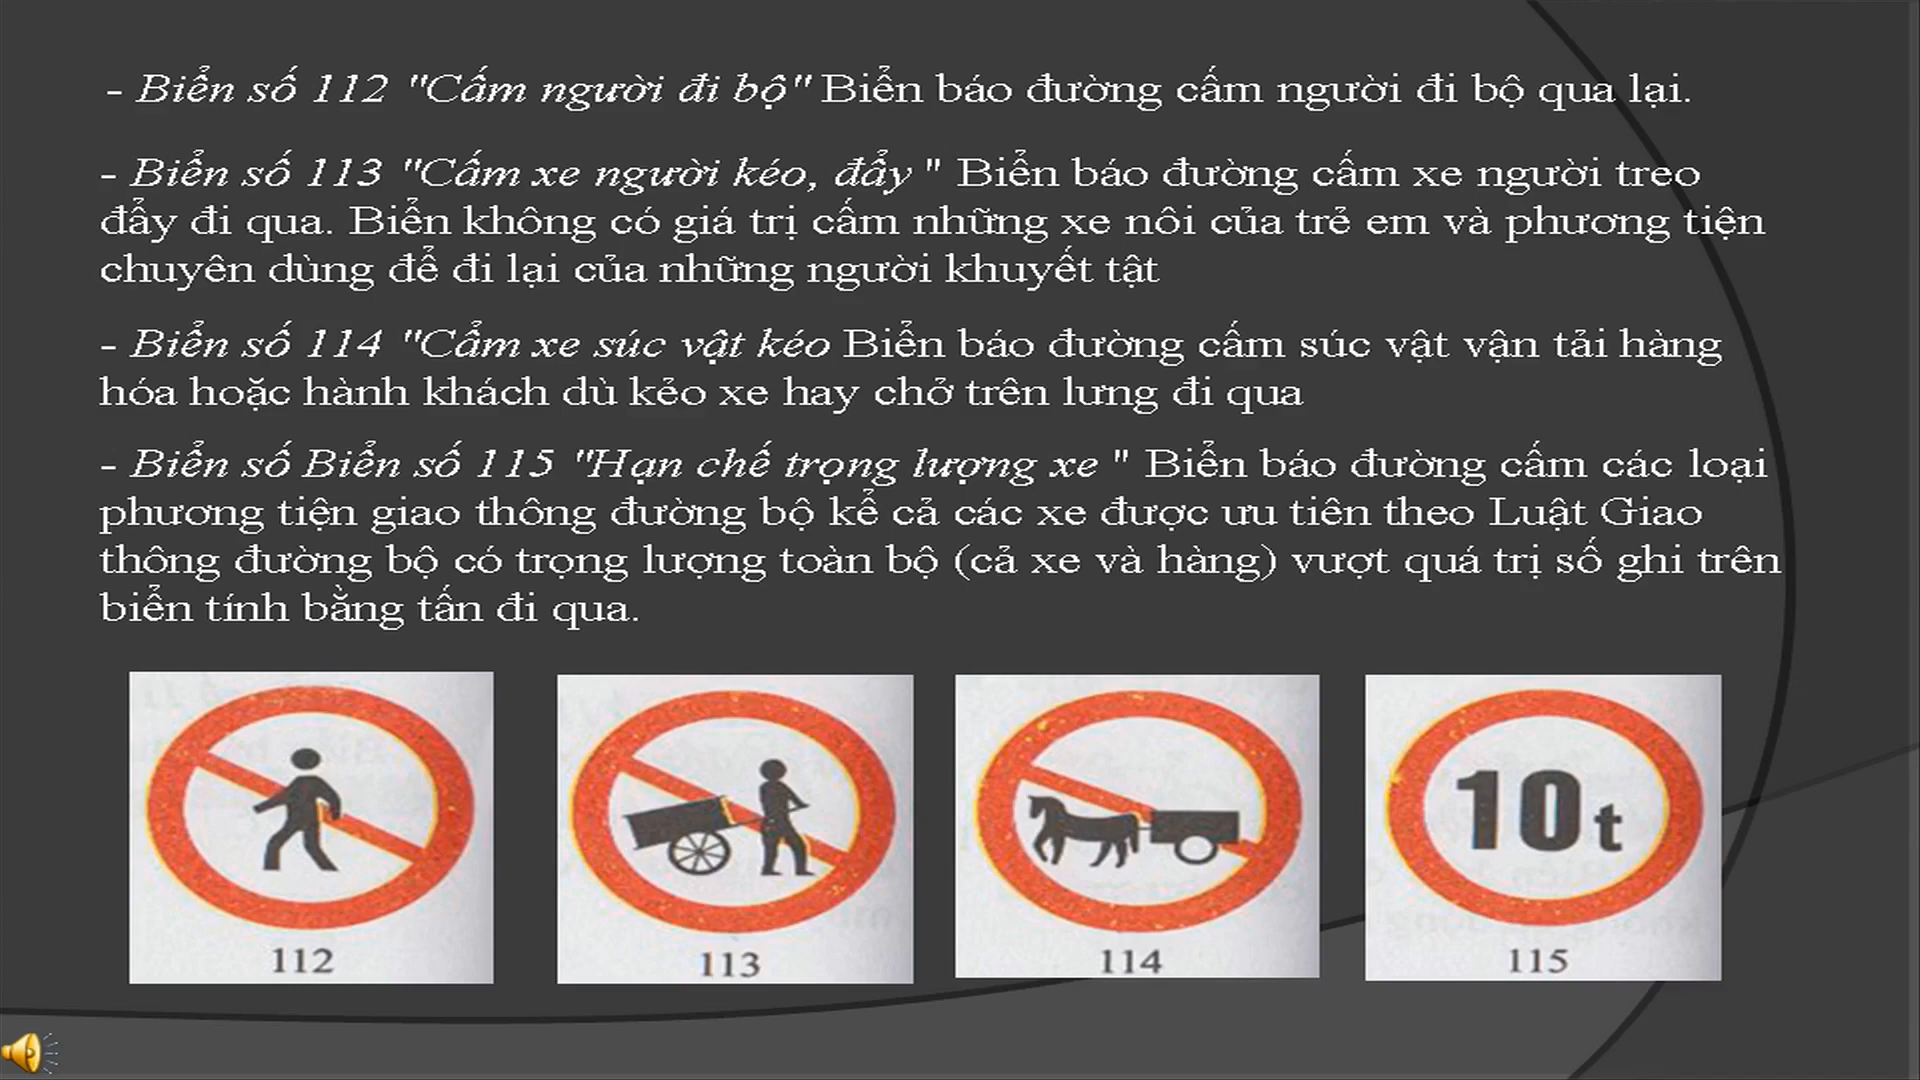 - Biển số 112 "Cấm người đi bộ" Biển báo đường cấm người đi bộ qua lại.
- Biển số 113 "Cấm xe người kéo, đẩy " Biển báo đường cấm xe người treo
đẩy đi qua. Biển không có giá trị cấm những xe nôi của trẻ em và phương tiện
chuyên dùng để đi lại của những người khuyết tật
- Biển số 114 "Cẩm xe súc vật kéo Biển báo đường cấm súc vật vận tải hàng
hóa hoặc hành khách dù kẻo xe hay chở trên lưng đi qua
- Biển số Biển số 115 "Hạn chế trọng lượng xe " Biển báo đường cấm các loại
phương tiện giao thông đường bộ kể cả các xe được ưu tiên theo Luật Giao
thông đường bộ có trọng lượng toàn bộ (cả xe và hàng) vượt quá trị số ghi trên
biển tính bằng tấn đi qua.
10t
112
113
114
115